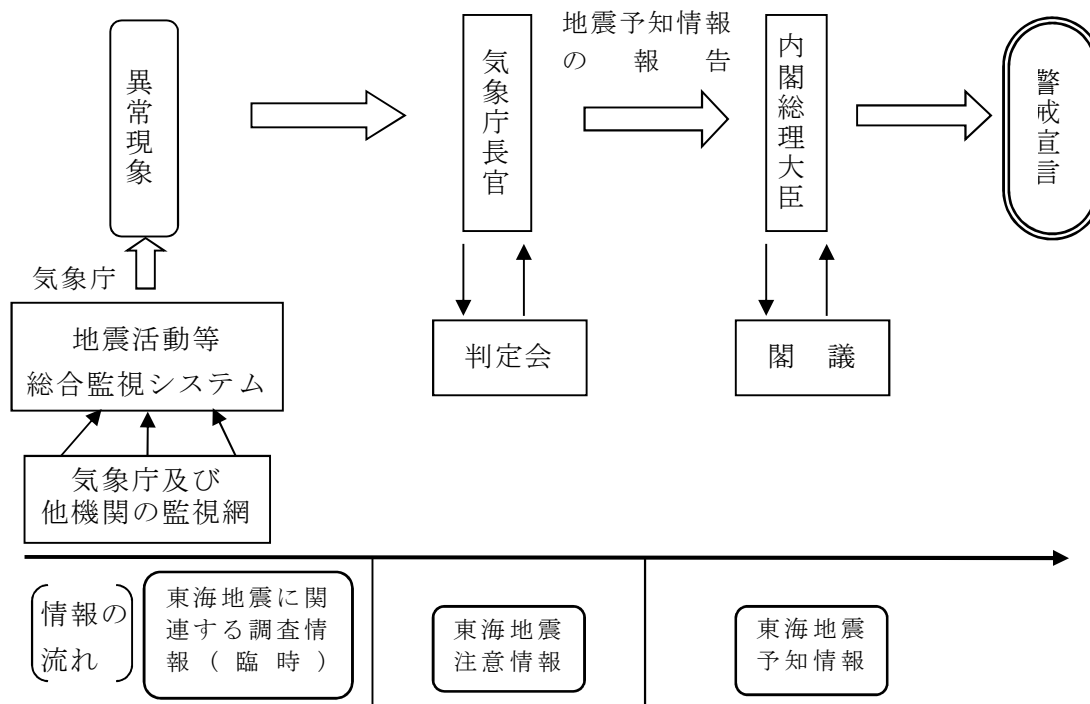 異常現象
気象庁長官
地震予知情報
の報告
内閣総理大臣
警戒宣言
気象庁
地震活動等
総合監視システム
判定会
閣　議
気象庁及び
他機関の監視網
情報の
流れ
東海地震に関
連する調査情
報（臨時）
東海地震
注意情報
東海地震
予知情報